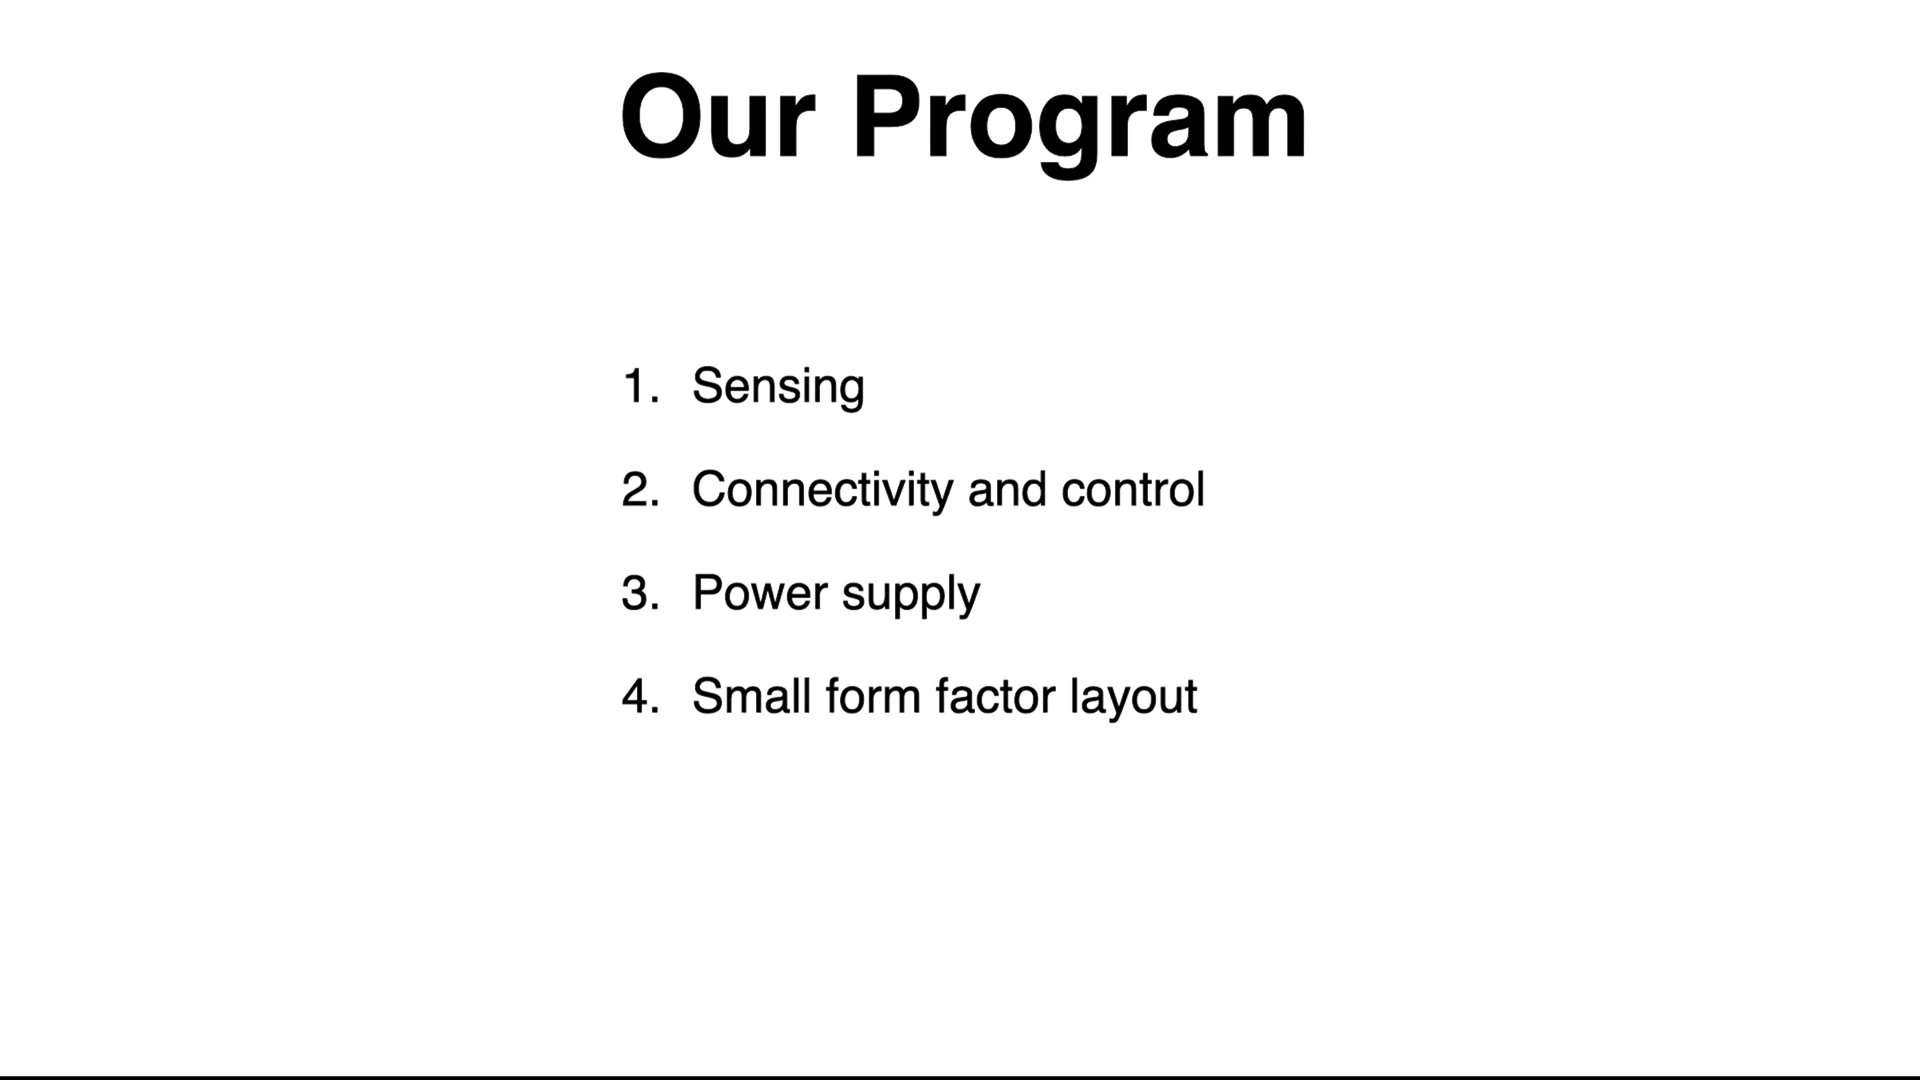 Our Program
1. Sensing
2. Connectivity and control
3. Power supply
4. Small form factor layout